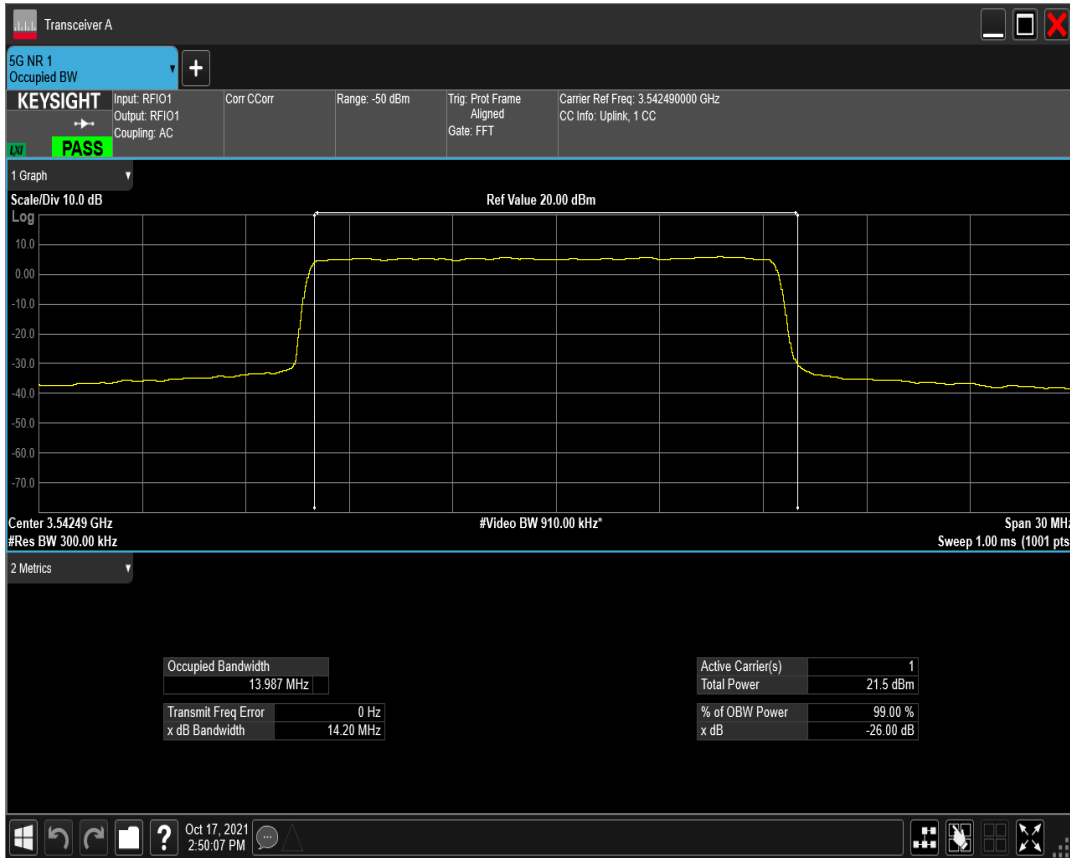 Transceiver A
5G NR 1
Occupied BW
+
KEYSIGHT
LXI
PASS
Input: RFIO1
Output: RFIO1
Coupling: AC
Corr CCorr
Range: -50 dBm
Trig: Prot Frame
Aligned
Gate: FFT
Carrier Ref Freq: 3.542490000 GHz
CC Info: Uplink, 1 CC
1 Graph
Scale/Div 10.0 dB
Ref Value 20.00 dBm
Log
10.0
0.00
-10.0
-20.0
-30.0
-40.0
-50.0
-60.0
-70.0
Center 3.54249 GHz
#Video BW 910.00 kHz*
Span 30 MHz
#Res BW 300.00 kHz
Sweep 1.00 ms (1001 pts
2 Metrics
Occupied Bandwidth
13.987 MHz
Transmit Freq Error 0 Hz
x dB Bandwidth 14.20 MHz
Active Carrier(s) 1
Total Power 21.5 dBm
% of OBW Power 99.00 %
x dB -26.00 dB
?
Oct 17, 2021
2:50:07 PM